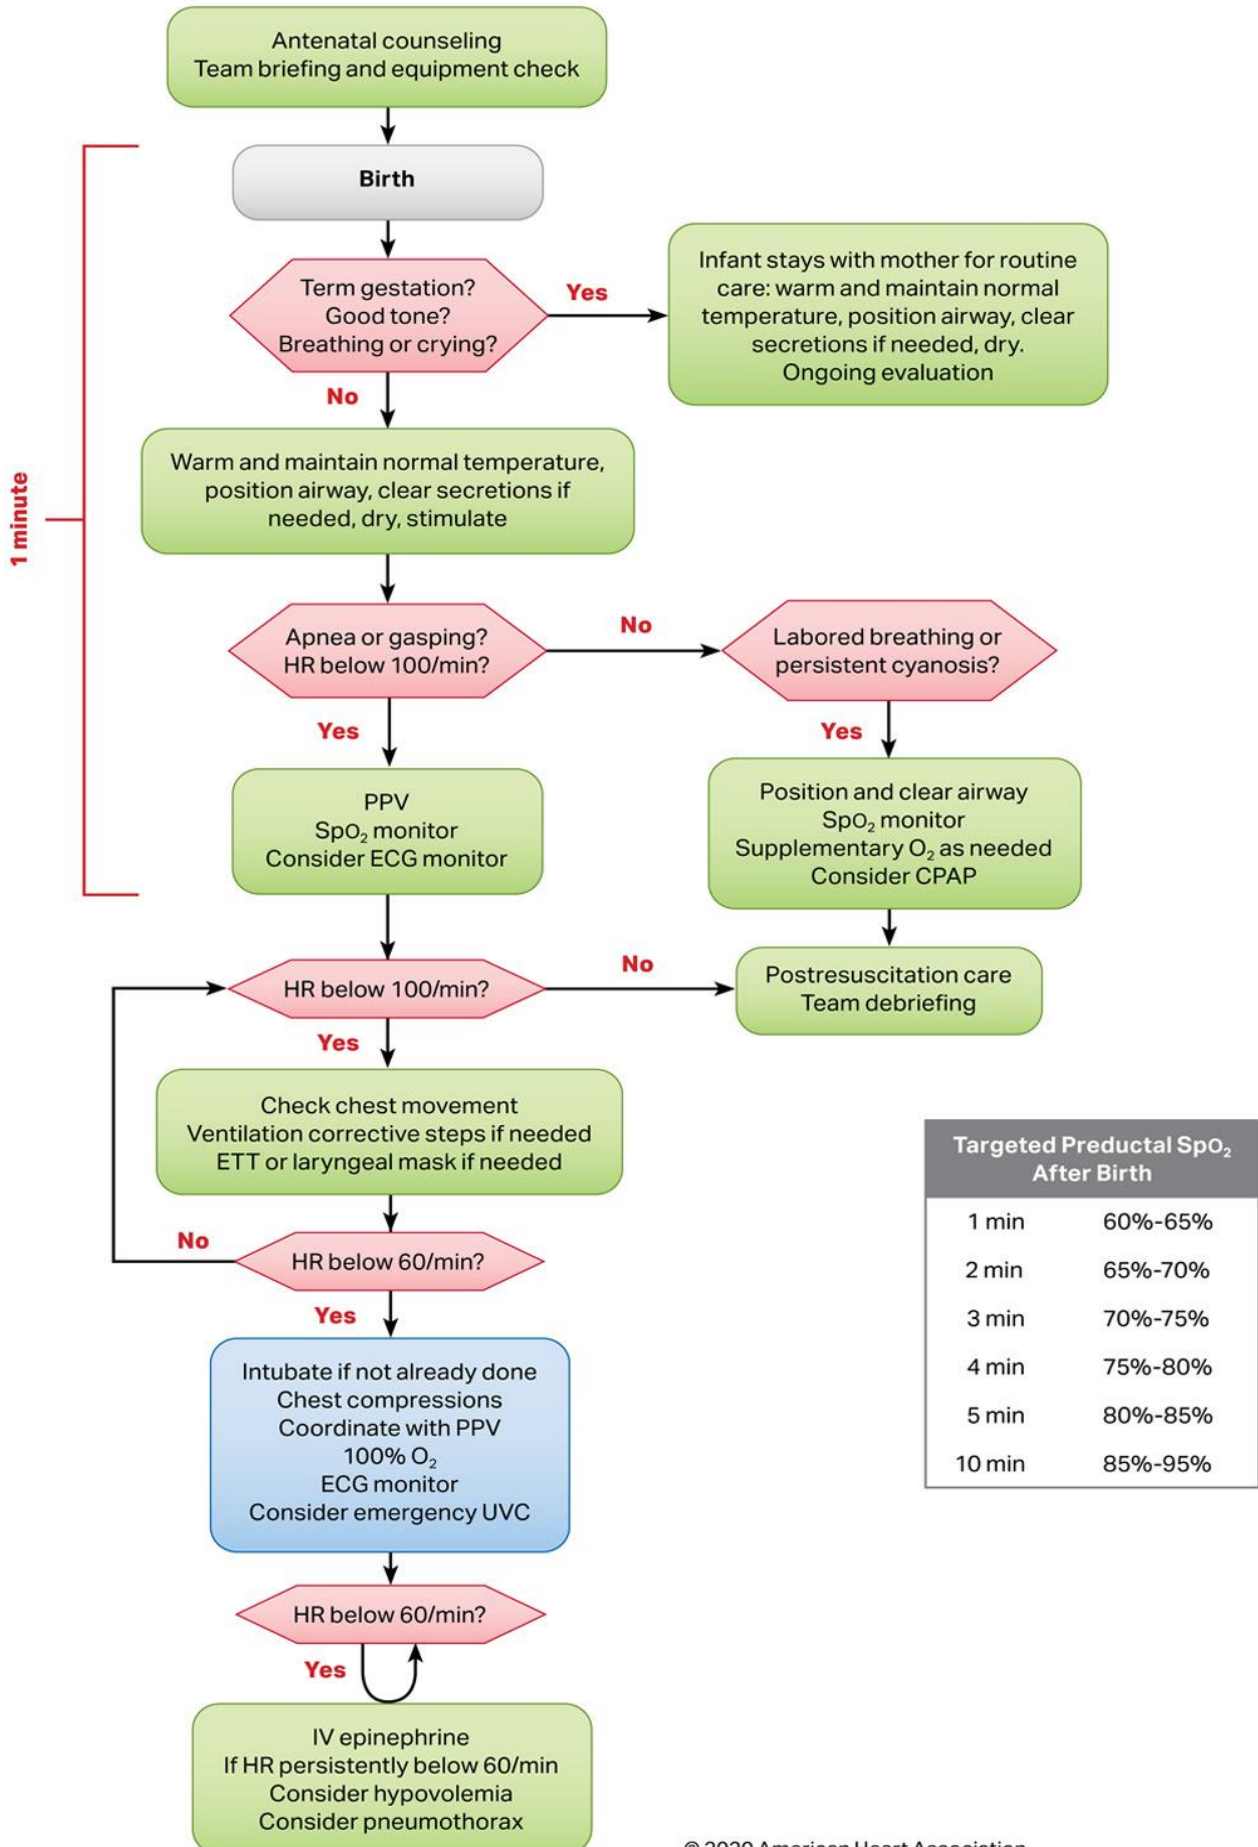 Antenatal counseling
Team briefing and equipment check
Birth
Term gestation?
Good tone?
Breathing or crying?
Yes
Infant stays with mother for routine
care: warm and maintain normal
temperature, position airway, clear
secretions if needed, dry.
Ongoing evaluation
No
Warm and maintain normal temperature,
position airway, clear secretions if
needed, dry, stimulate
1 minute
Apnea or gasping?
HR below 100/min?
No
Labored breathing or
persistent cyanosis?
Yes
Yes
PPV
SpO₂ monitor
Consider ECG monitor
Position and clear airway
SpO₂ monitor
Supplementary O₂ as needed
Consider CPAP
HR below 100/min?
No
Postresuscitation care
Team debriefing
Yes
Check chest movement
Ventilation corrective steps if needed
ETT or laryngeal mask if needed
No
HR below 60/min?
Yes
Intubate if not already done
Chest compressions
Coordinate with PPV
100% O₂
ECG monitor
Consider emergency UVC
HR below 60/min?
Yes
IV epinephrine
If HR persistently below 60/min
Consider hypovolemia
Consider pneumothorax
Targeted Preductal SpO₂
After Birth
1 min 60%-65%
2 min 65%-70%
3 min 70%-75%
4 min 75%-80%
5 min 80%-85%
10 min 85%-95%
© 2020 American Heart Association